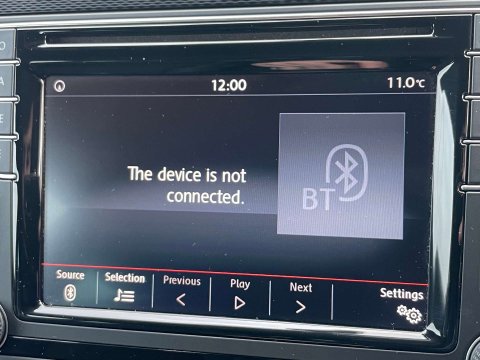 12:00
11.0°C
The device is not
connected.
BT
Source
Selection
Previous
Play
Next
Settings